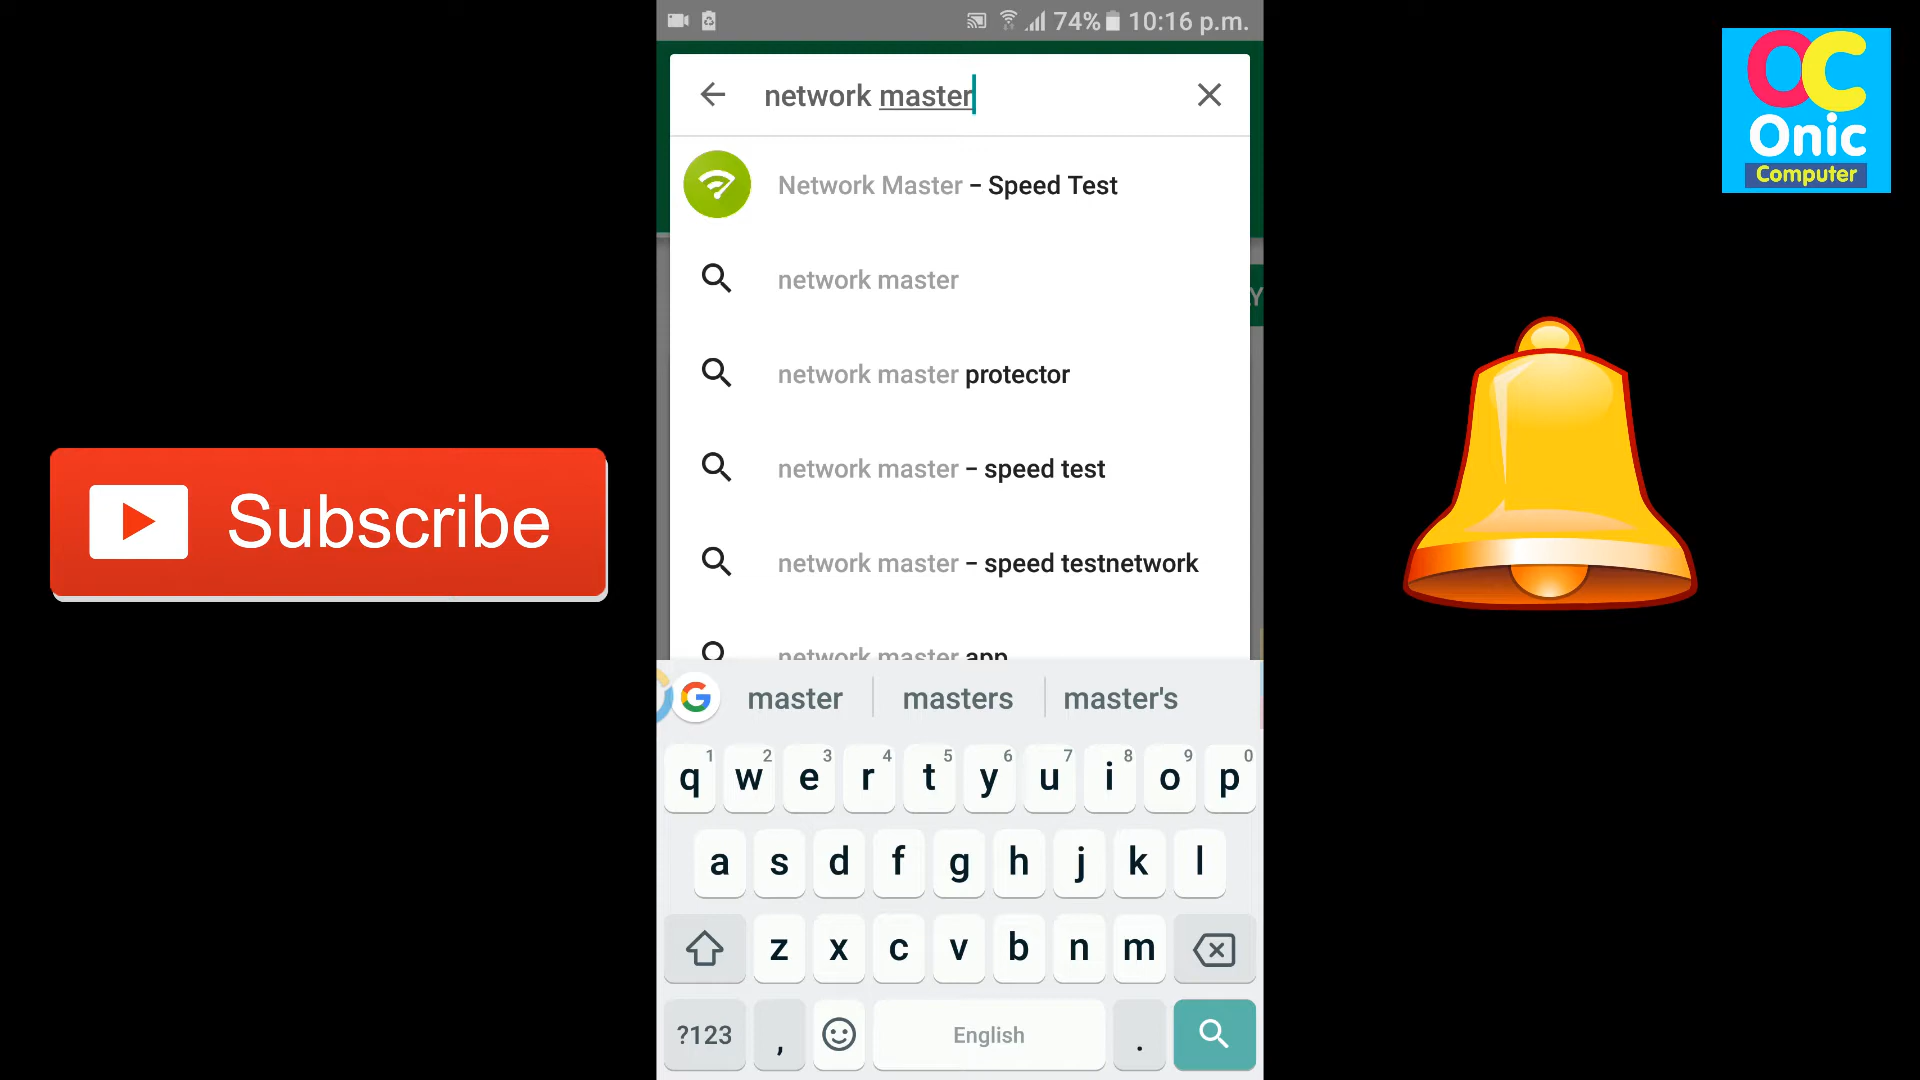 74% 10:16 p.m.
network master
Network Master – Speed Test
network master
network master protector
network master – speed test
network master – speed testnetwork
network master app
master masters master's
1 2 3 4 5 6 7 8 9 0
q w e r t y u i o p
a s d f g h j k l
z x c v b n m
?123 , English .
Subscribe
OC
Onic
Computer
Y